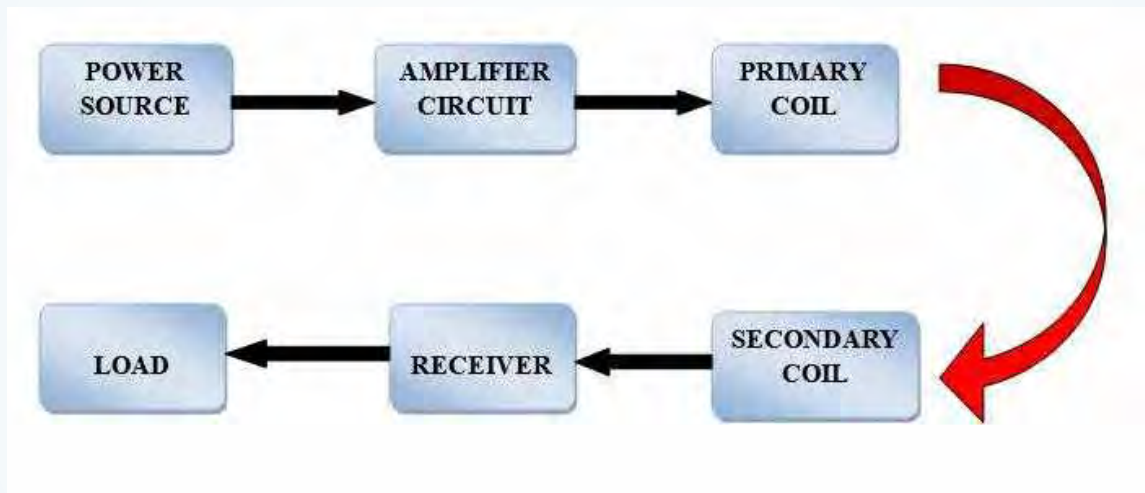 POWER
SOURCE
AMPLIFIER
CIRCUIT
PRIMARY
COIL
LOAD
RECEIVER
SECONDARY
COIL